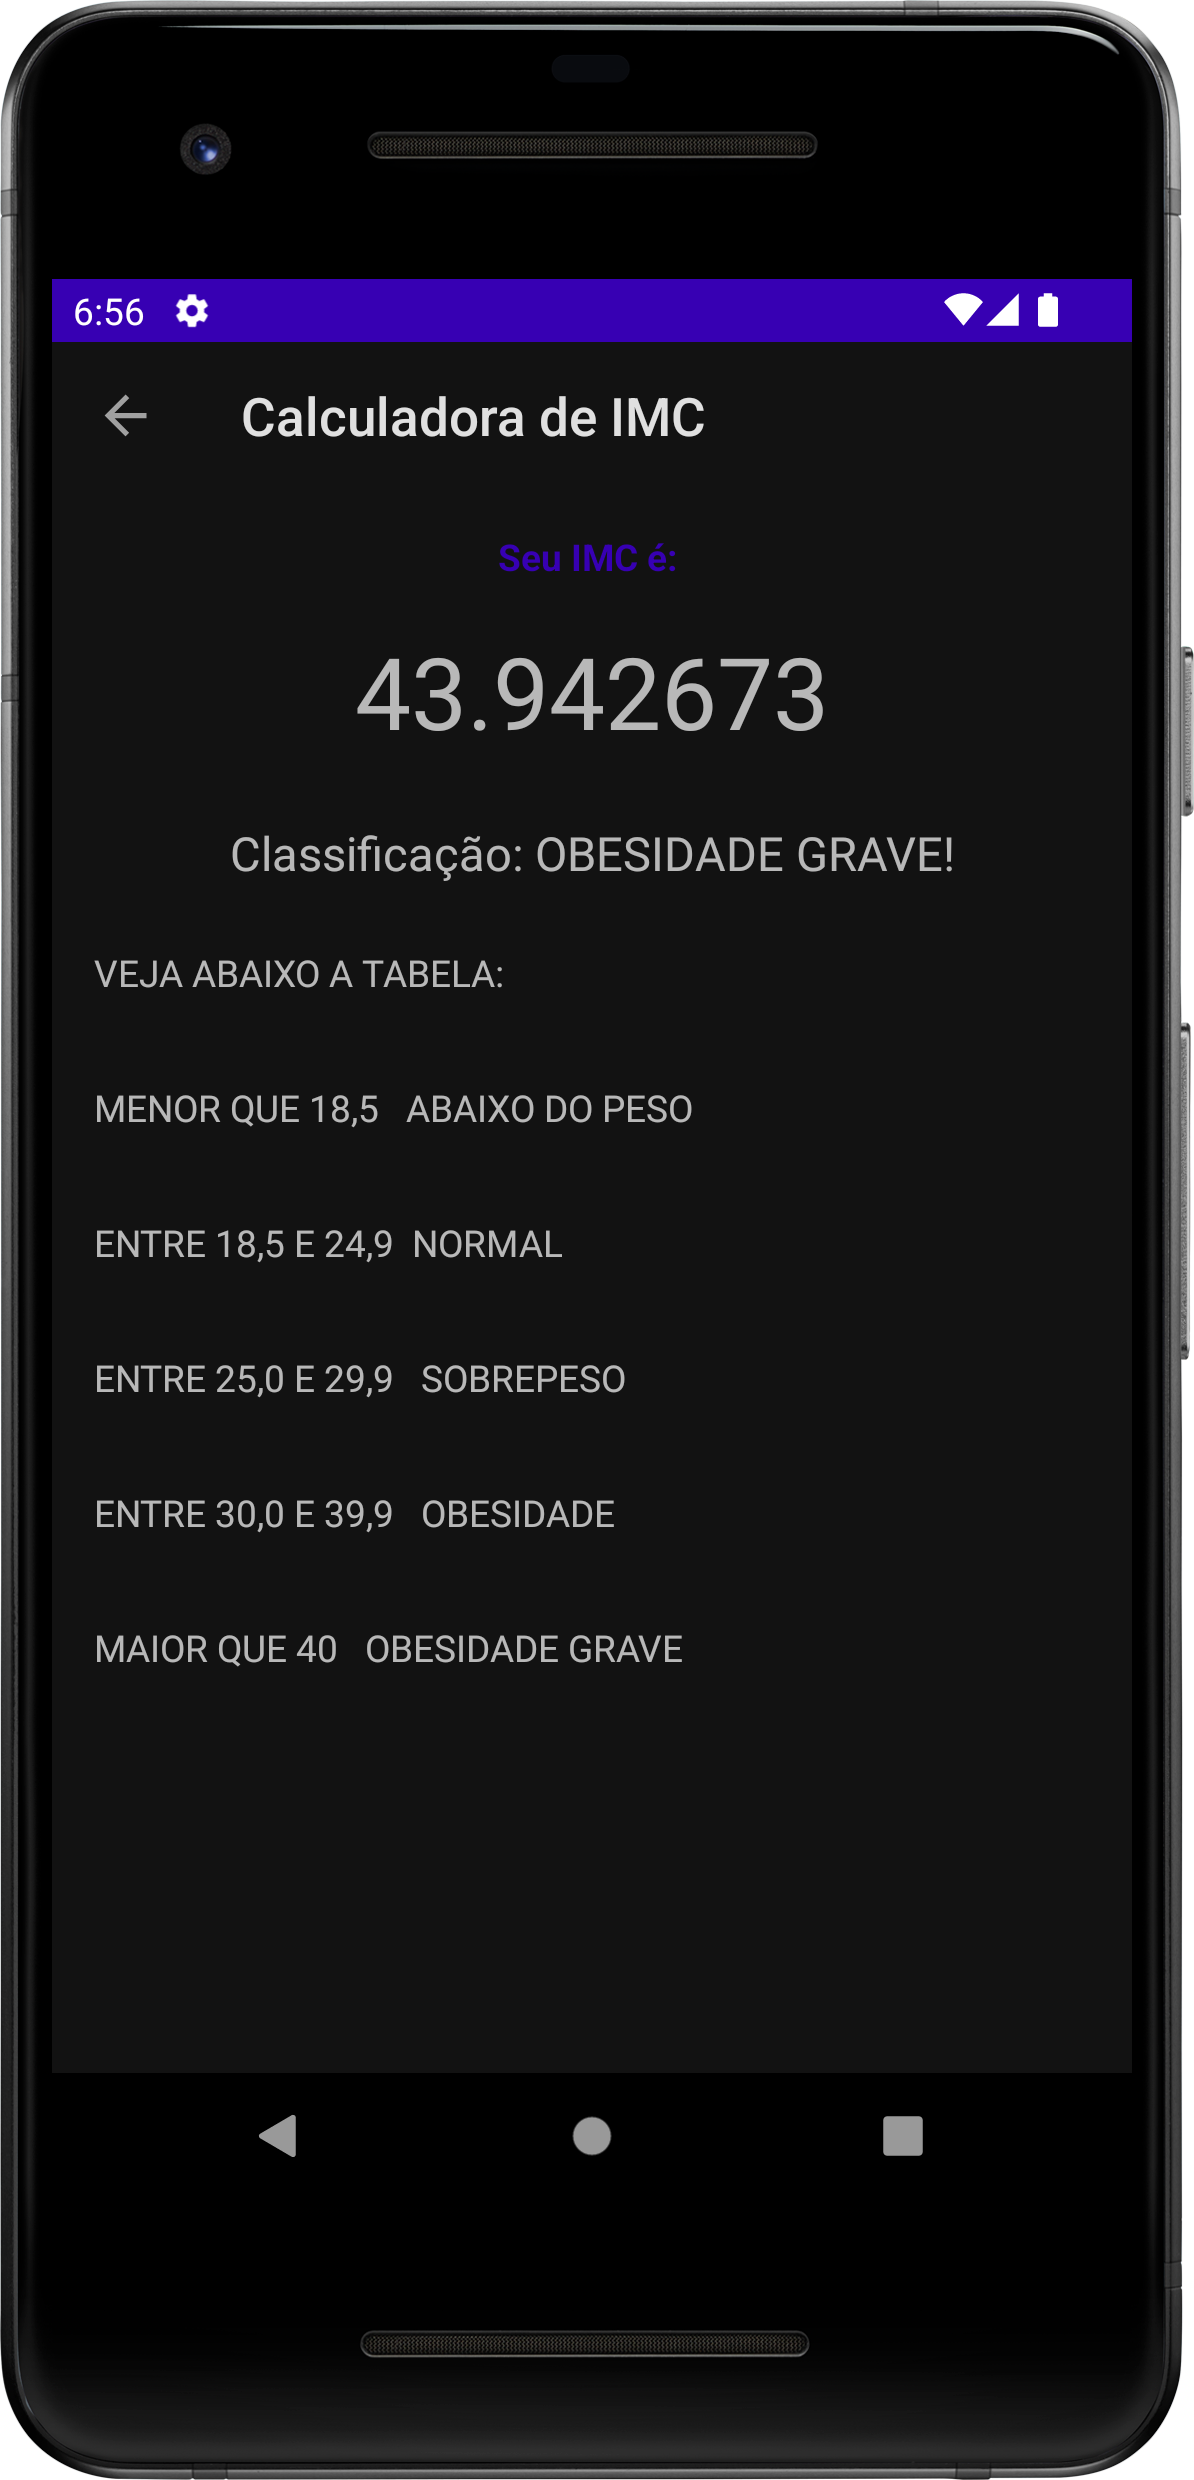 6:56
Calculadora de IMC
Seu IMC é:
43.942673
Classificação: OBESIDADE GRAVE!
VEJA ABAIXO A TABELA:
MENOR QUE 18,5 ABAIXO DO PESO
ENTRE 18,5 E 24,9 NORMAL
ENTRE 25,0 E 29,9 SOBREPESO
ENTRE 30,0 E 39,9 OBESIDADE
MAIOR QUE 40 OBESIDADE GRAVE